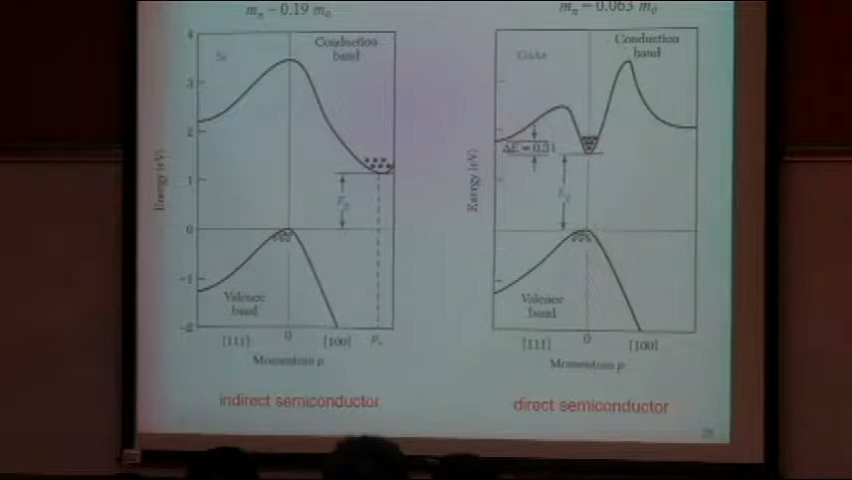 mₙ = 0.19 m₀
mₙ = 0.063 m₀
4
3
2
1
0
−1
−2
Energy (eV)
Si
Conduction
band
Eg
Valence
band
[111]
0
[100]
Momentum p
indirect semiconductor
Energy (eV)
GaAs
Conduction
band
ΔE = 0.31
Eg
Valence
band
[111]
0
[100]
Momentum p
direct semiconductor